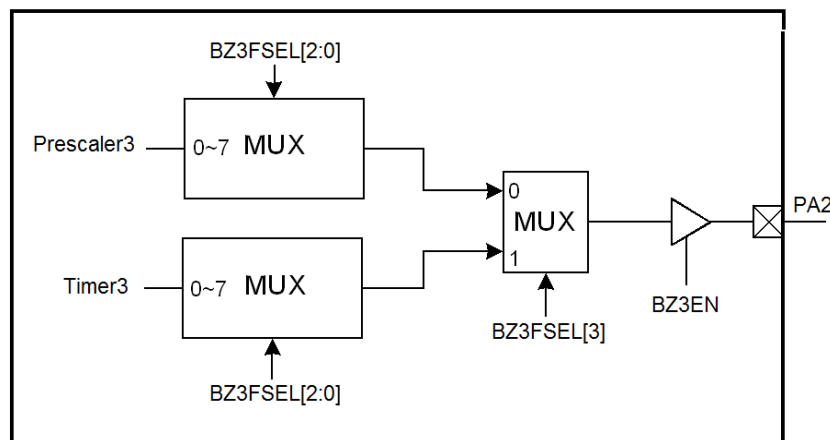 BZ3FSEL[2:0]
Prescaler3
0~7 MUX
0
MUX
1
PA2
Timer3
0~7 MUX
BZ3EN
BZ3FSEL[3]
BZ3FSEL[2:0]